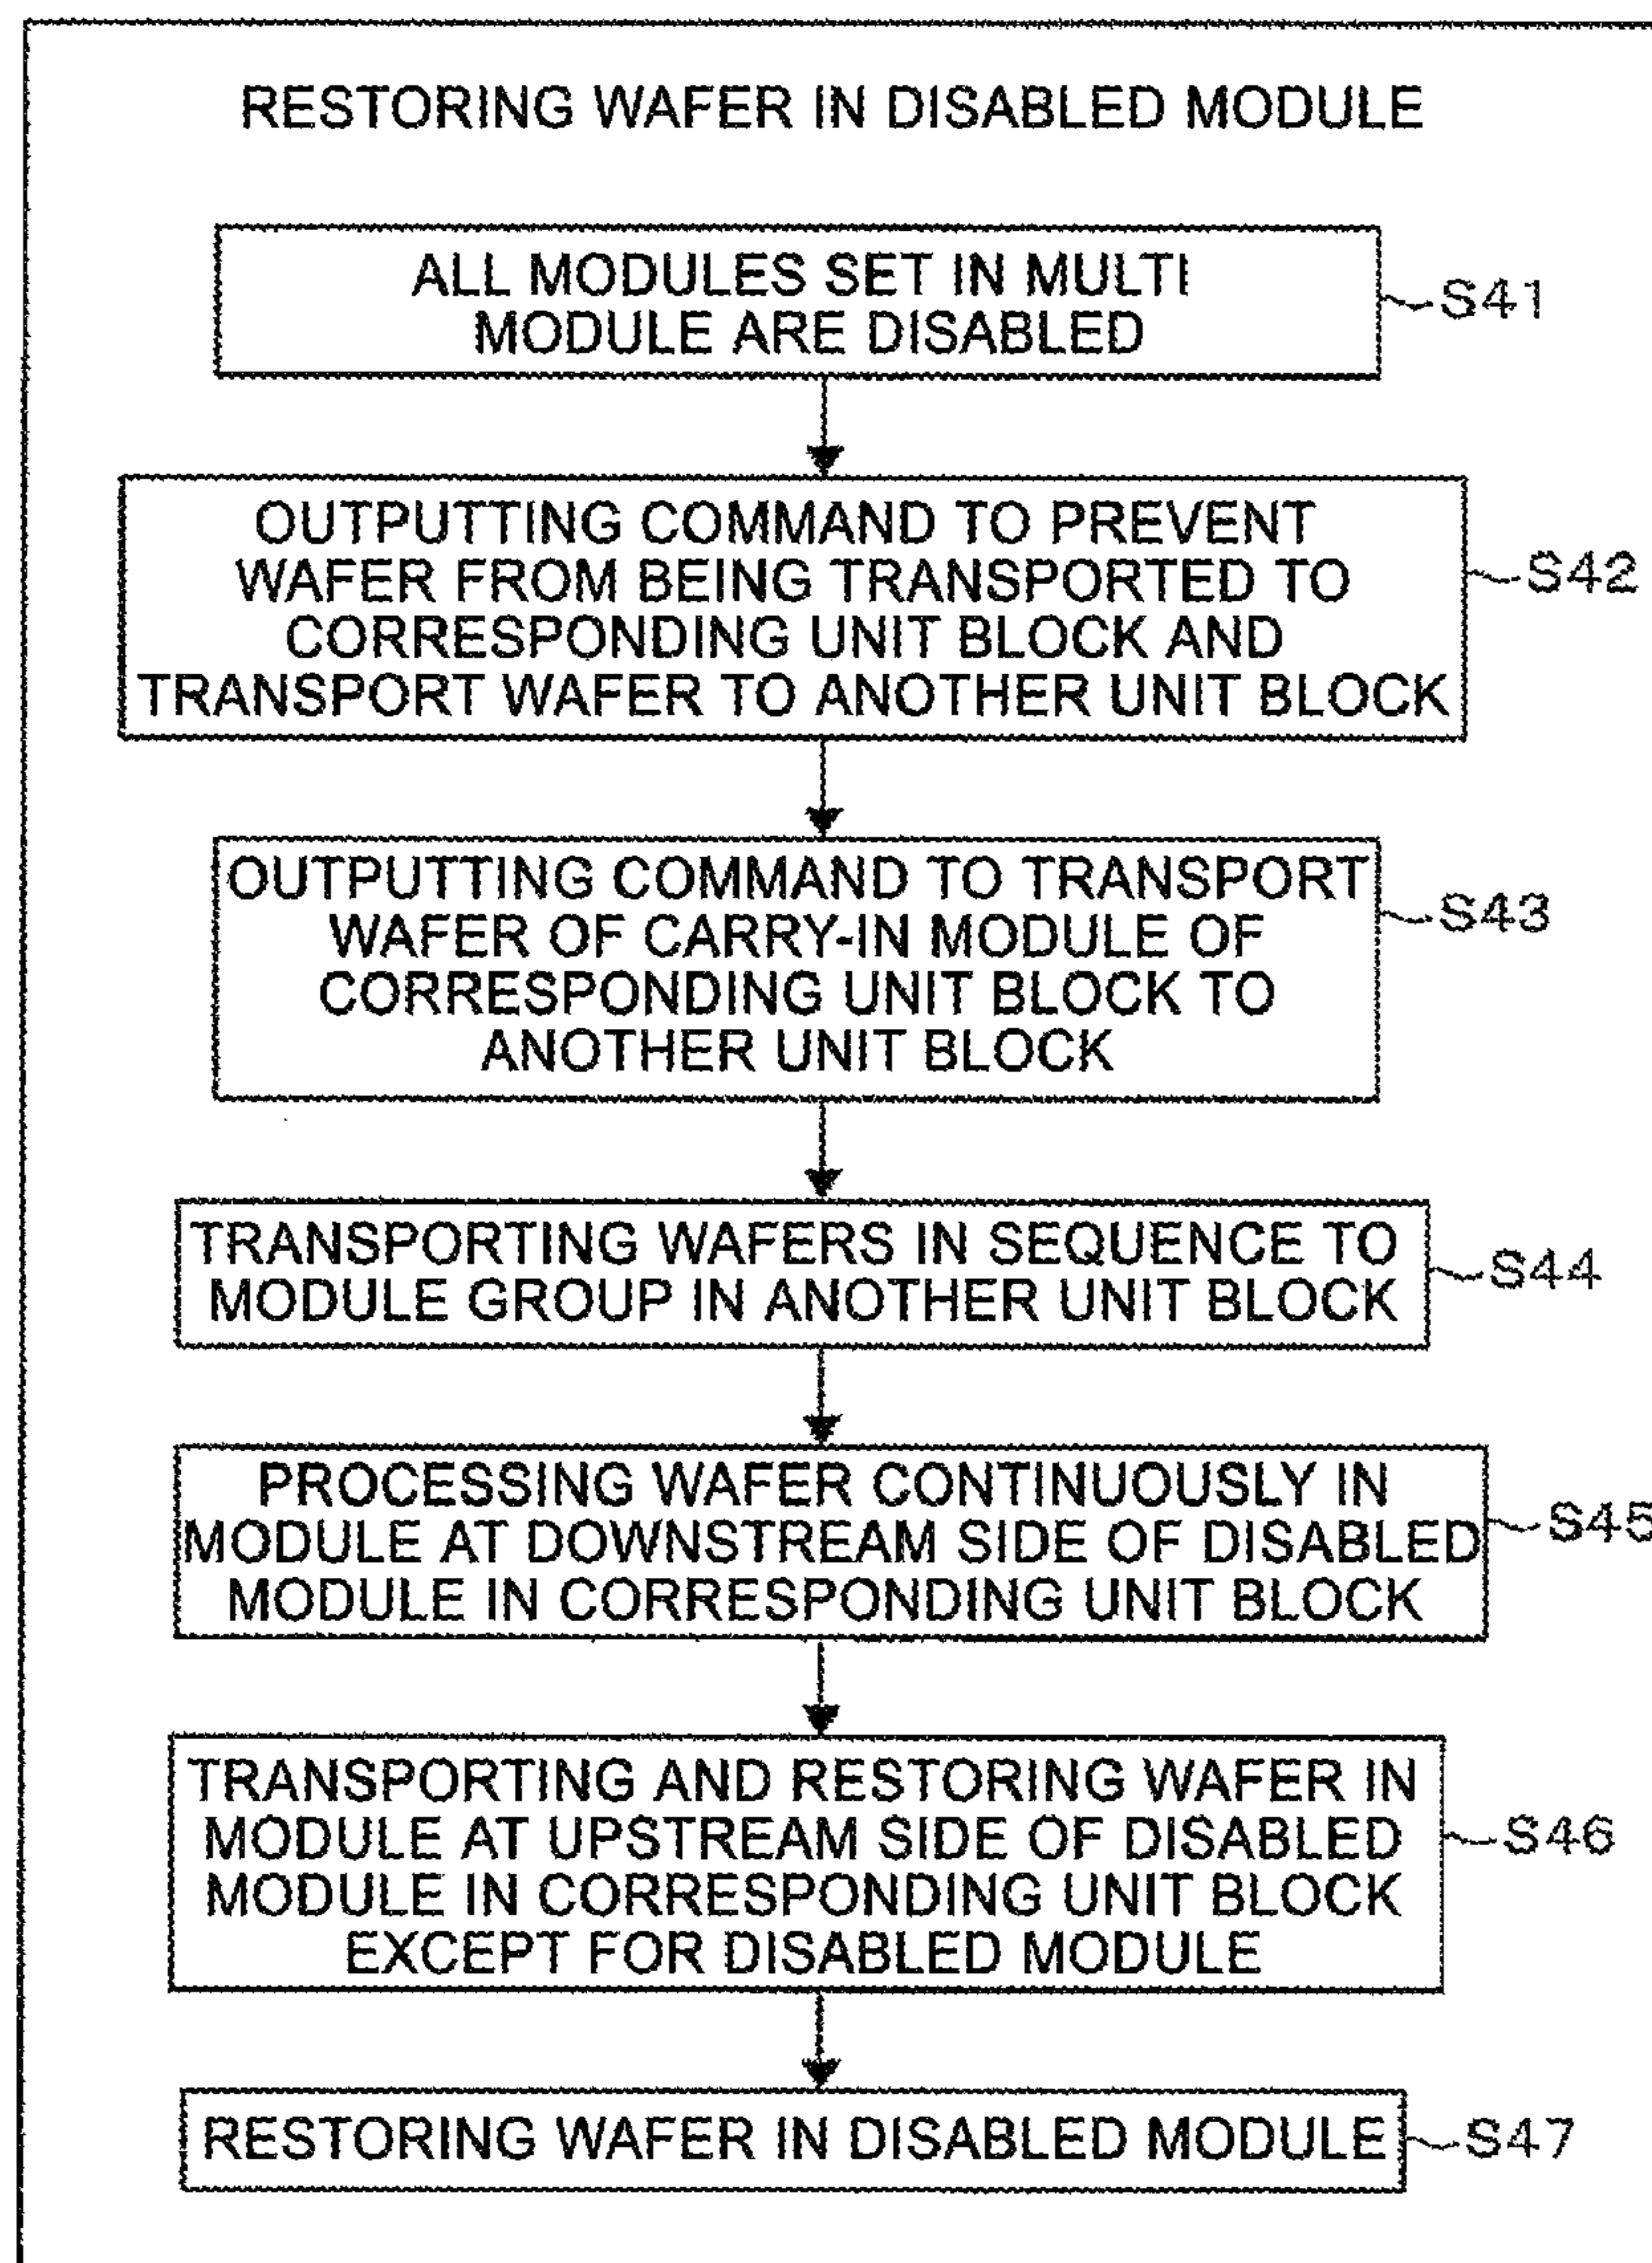 RESTORING WAFER IN DISABLED MODULE
ALL MODULES SET IN MULTI
MODULE ARE DISABLED
S41
OUTPUTTING COMMAND TO PREVENT
WAFER FROM BEING TRANSPORTED TO
CORRESPONDING UNIT BLOCK AND
TRANSPORT WAFER TO ANOTHER UNIT BLOCK
S42
OUTPUTTING COMMAND TO TRANSPORT
WAFER OF CARRY-IN MODULE OF
CORRESPONDING UNIT BLOCK TO
ANOTHER UNIT BLOCK
S43
TRANSPORTING WAFERS IN SEQUENCE TO
MODULE GROUP IN ANOTHER UNIT BLOCK
S44
PROCESSING WAFER CONTINUOUSLY IN
MODULE AT DOWNSTREAM SIDE OF DISABLED
MODULE IN CORRESPONDING UNIT BLOCK
S45
TRANSPORTING AND RESTORING WAFER IN
MODULE AT UPSTREAM SIDE OF DISABLED
MODULE IN CORRESPONDING UNIT BLOCK
EXCEPT FOR DISABLED MODULE
S46
RESTORING WAFER IN DISABLED MODULE
S47